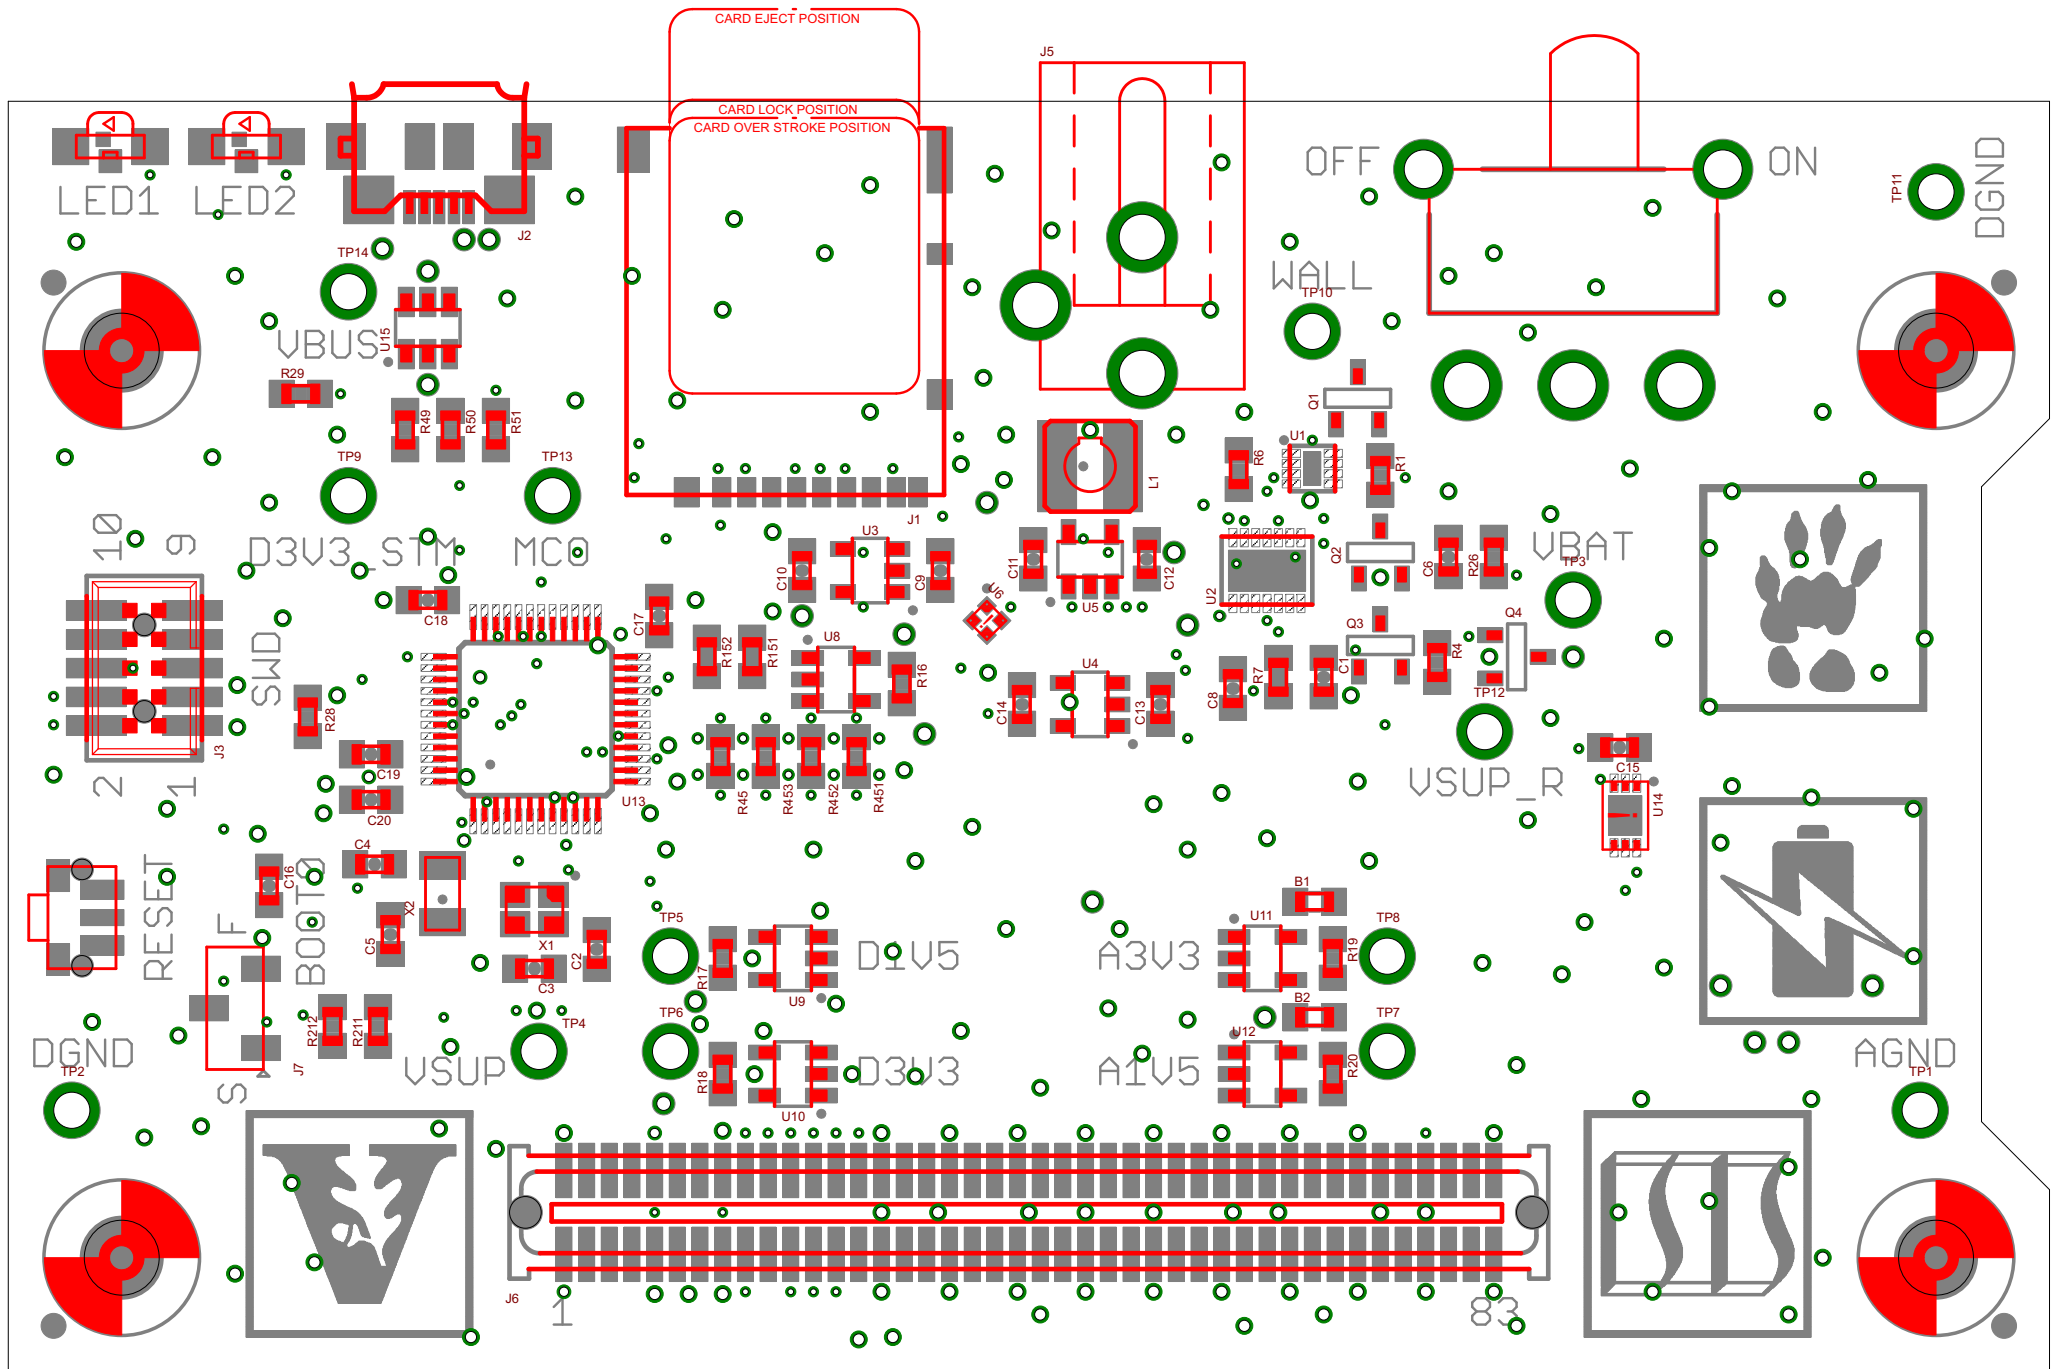 CARD EJECT POSITION
J5
CARD LOCK POSITION
CARD OVER STROKE POSITION
OFF
ON
DGND
TP11
LED1
LED2
J2
TP14
WALL
TP10
VBUS
U15
R29
Q1
R49
R50
R51
U1
TP9
TP13
R6
R1
L1
J1
10
9
D3V3_STM
MC0
U3
VBAT
Q2
TP3
C10
C9
C11
C12
U5
U2
C6
R26
U6
C18
C17
Q4
Q3
SWD
R152
R151
U8
R16
U4
C8
R7
C1
R4
TP12
R28
C14
C13
J3
C19
VSUP_R
C15
2
1
U13
R45
R453
R452
R451
U14
C20
C4
RESET
C16
BOOT0
X2
B1
F
C5
X1
C2
TP5
U11
TP8
R17
D1V5
A3V3
R19
C3
U9
B2
R212
R211
TP4
TP6
U12
TP7
DGND
J7
VSUP
R18
D3V3
A1V5
R20
AGND
TP2
TP1
S
U10
J6
1
83